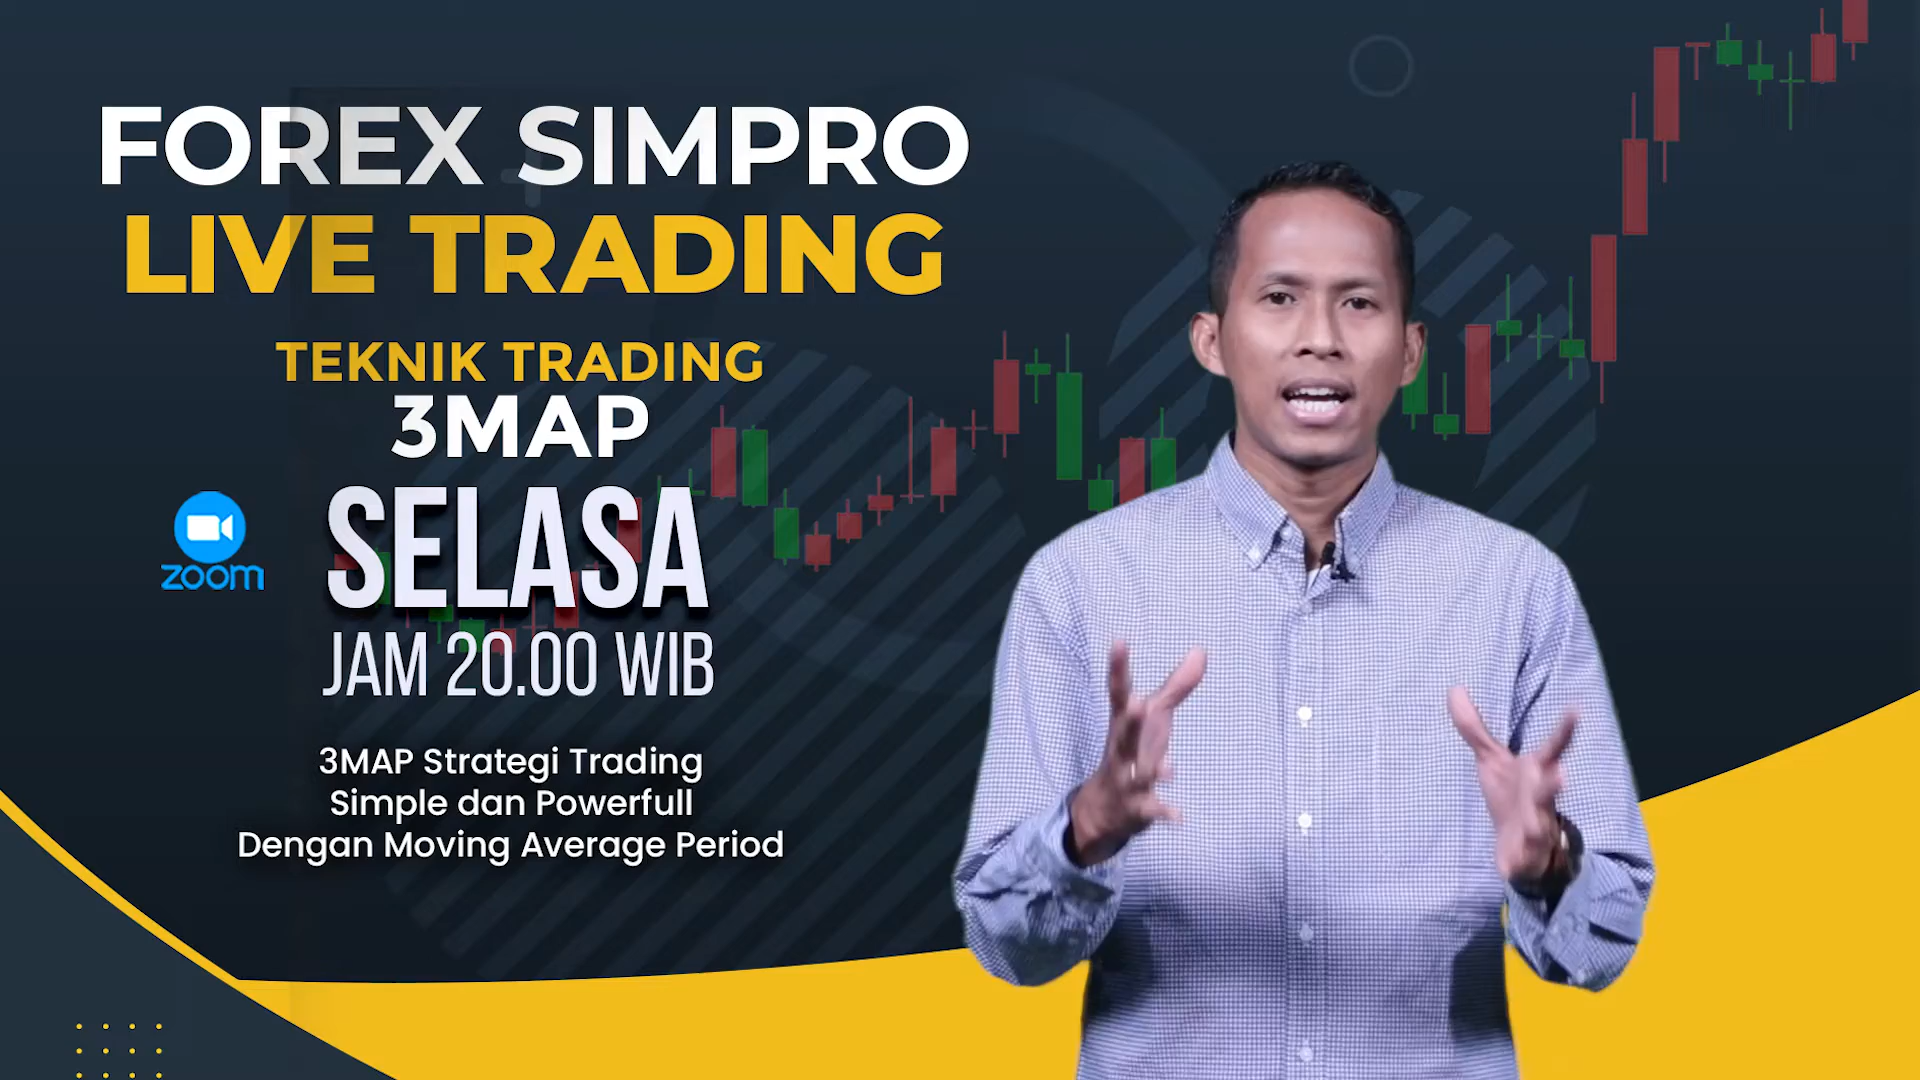 FOREX SIMPRO
LIVE TRADING
TEKNIK TRADING
3MAP
zoom
SELASA
JAM 20.00 WIB
3MAP Strategi Trading
Simple dan Powerfull
Dengan Moving Average Period